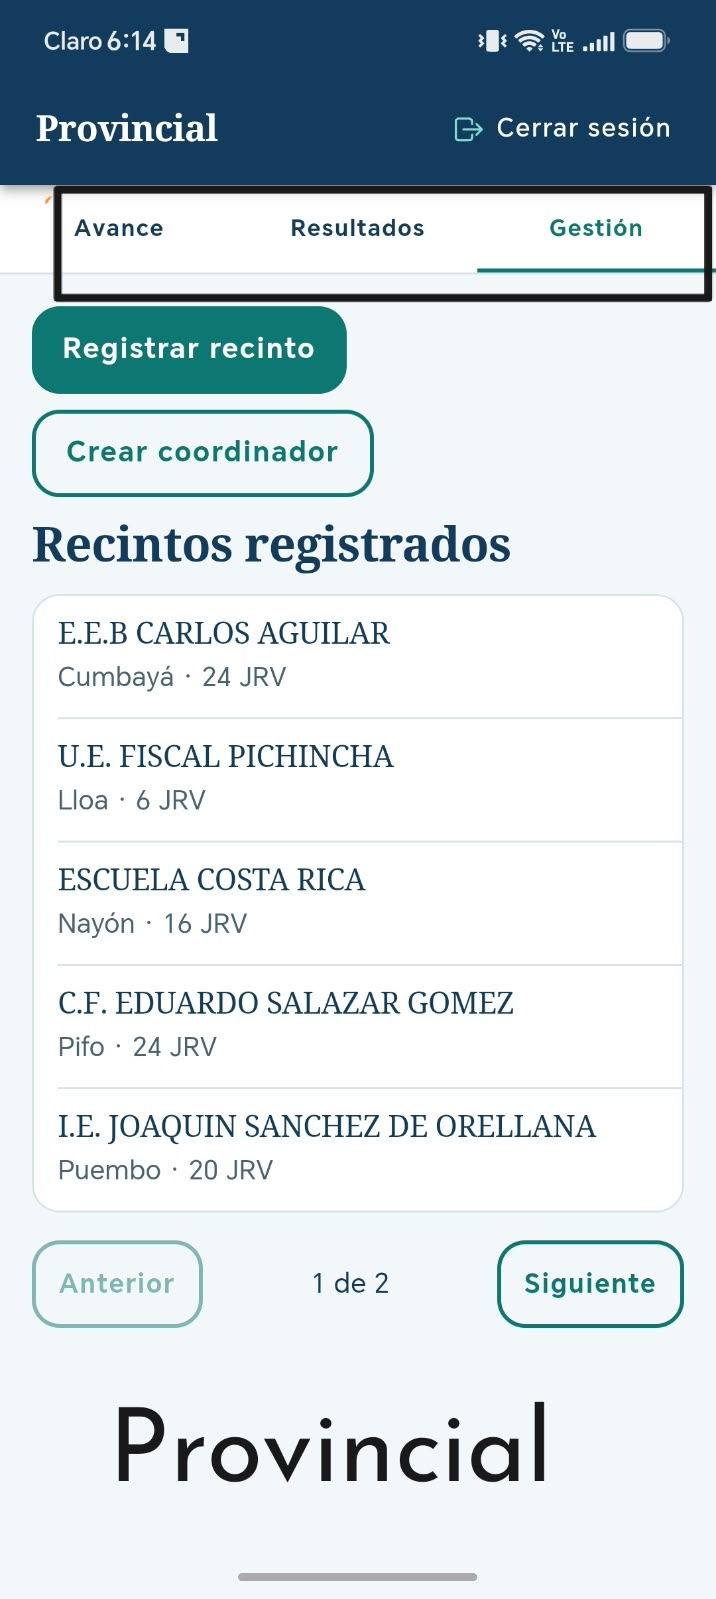 Claro 6:14
Vo LTE
Provincial
Cerrar sesión
Avance Resultados Gestión
Registrar recinto
Crear coordinador
Recintos registrados
E.E.B CARLOS AGUILAR
Cumbayá · 24 JRV
U.E. FISCAL PICHINCHA
Lloa · 6 JRV
ESCUELA COSTA RICA
Nayón · 16 JRV
C.F. EDUARDO SALAZAR GOMEZ
Pifo · 24 JRV
I.E. JOAQUIN SANCHEZ DE ORELLANA
Puembo · 20 JRV
Anterior 1 de 2 Siguiente
Provincial